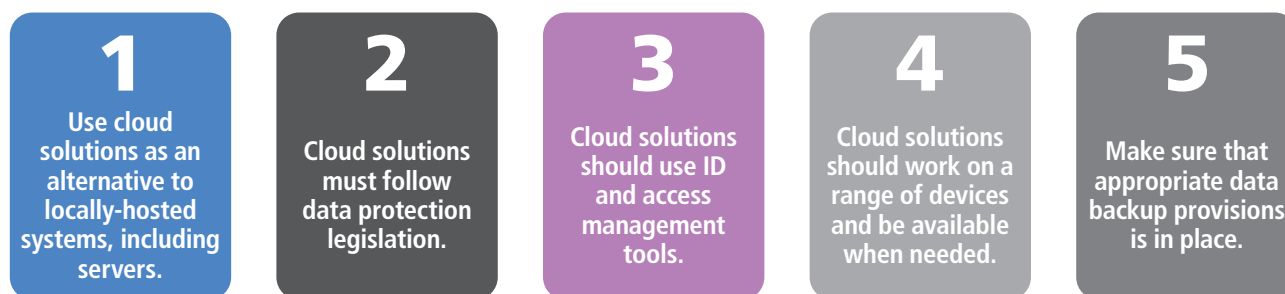 1
Use cloud
solutions as an
alternative to
locally-hosted
systems, including
servers.
2
Cloud solutions
must follow
data protection
legislation.
3
Cloud solutions
should use ID
and access
management
tools.
4
Cloud solutions
should work on a
range of devices
and be available
when needed.
5
Make sure that
appropriate data
backup provisions
is in place.